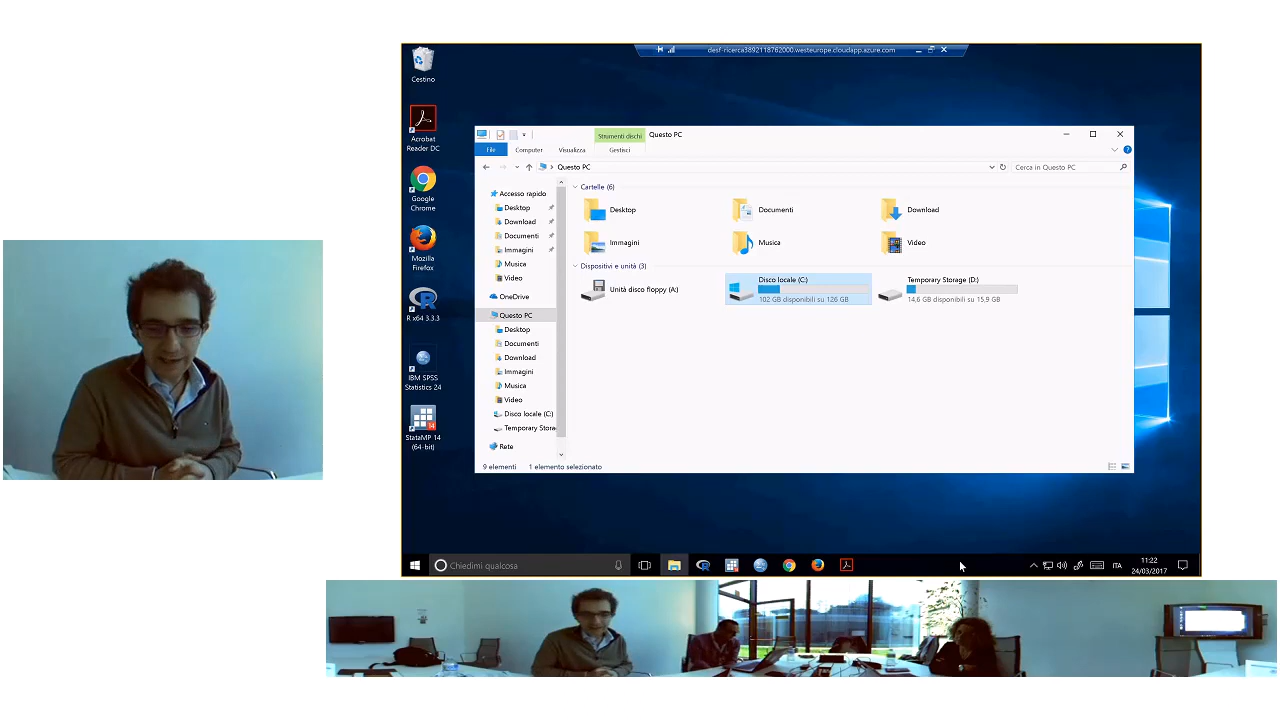 desf-ricerca3892118762000.westeurope.cloudapp.azure.com
Cestino
Acrobat
Reader DC
Google
Chrome
Mozilla
Firefox
R x64 3.3.3
IBM SPSS
Statistics 24
StataMP 14
(64-bit)
Strumenti dischi
Questo PC
File
Computer
Visualizza
Gestisci
Questo PC
Cerca in Questo PC
Accesso rapido
Desktop
Download
Documenti
Immagini
Musica
Video
OneDrive
Questo PC
Desktop
Documenti
Download
Immagini
Musica
Video
Disco locale (C:)
Temporary Stora
Rete
Cartelle (6)
Desktop
Documenti
Download
Immagini
Musica
Video
Dispositivi e unità (3)
Unità disco floppy (A:)
Disco locale (C:)
102 GB disponibili su 126 GB
Temporary Storage (D:)
14,6 GB disponibili su 15,9 GB
9 elementi
1 elemento selezionato
Chiedimi qualcosa
ITA
11:22
24/03/2017